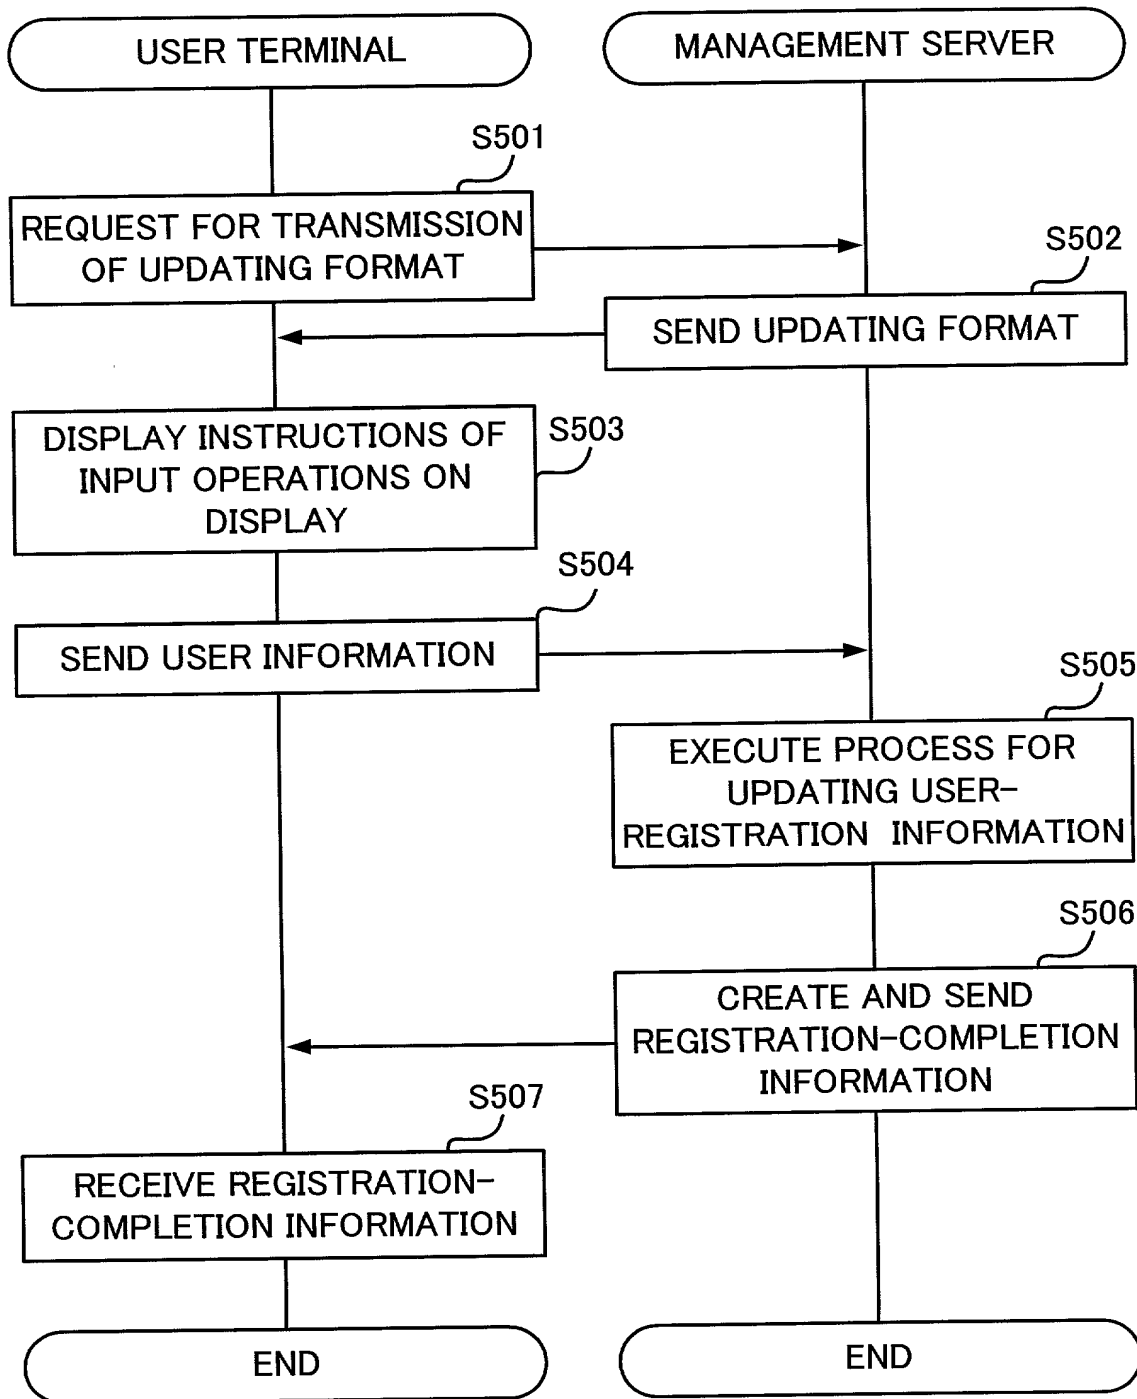 USER TERMINAL
MANAGEMENT SERVER
S501
REQUEST FOR TRANSMISSION
OF UPDATING FORMAT
S502
SEND UPDATING FORMAT
S503
DISPLAY INSTRUCTIONS OF
INPUT OPERATIONS ON
DISPLAY
S504
SEND USER INFORMATION
S505
EXECUTE PROCESS FOR
UPDATING USER-
REGISTRATION INFORMATION
S506
CREATE AND SEND
REGISTRATION-COMPLETION
INFORMATION
S507
RECEIVE REGISTRATION-
COMPLETION INFORMATION
END
END